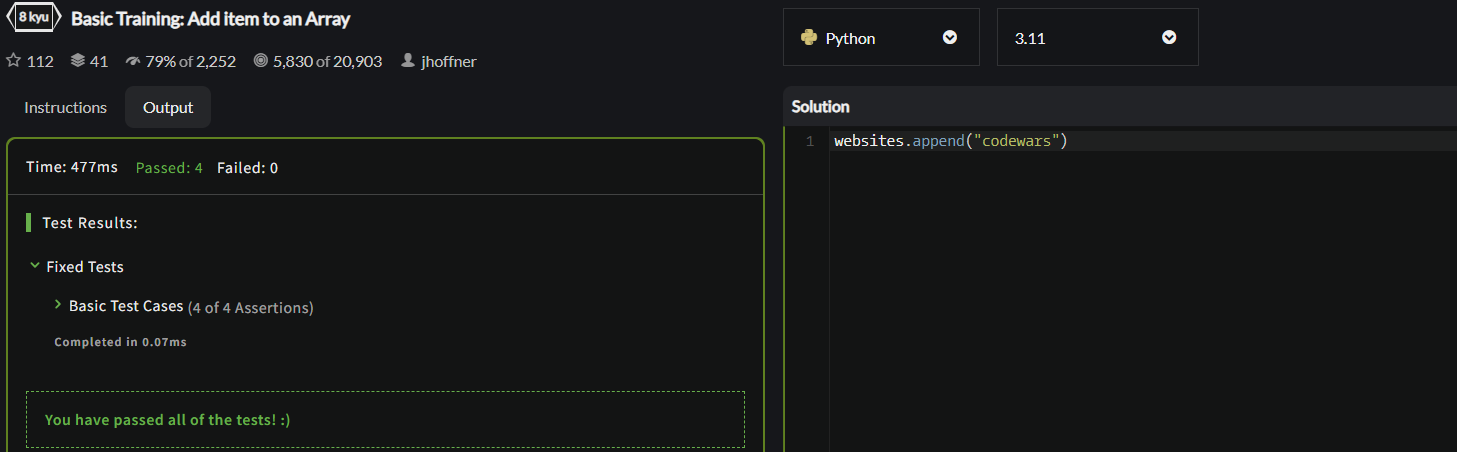 8 kyu Basic Training: Add item to an Array
112 41 79% of 2,252 5,830 of 20,903 jhoffner
Instructions Output
Time: 477ms Passed: 4 Failed: 0
Test Results:
Fixed Tests
Basic Test Cases (4 of 4 Assertions)
Completed in 0.07ms
You have passed all of the tests! :)
Python 3.11
Solution
1 websites.append("codewars")